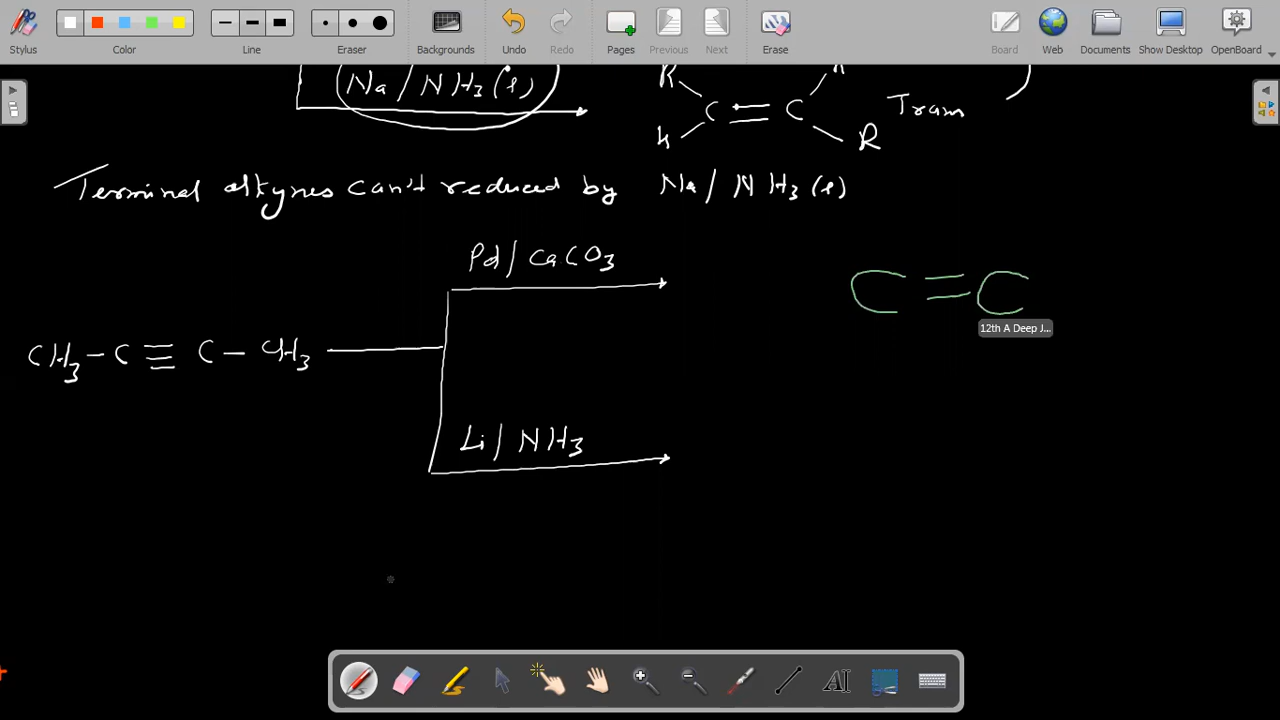 Stylus Color Line Eraser Backgrounds Undo Redo Pages Previous Next Erase Board Web Documents Show Desktop OpenBoard
Na / NH3 (l)
R
C = C Trans
H R
Terminal alkynes can't reduced by Na / NH3 (l)
Pd / CaCO3
C = C
12th A Deep J...
CH3 - C ≡ C - CH3
Li / NH3